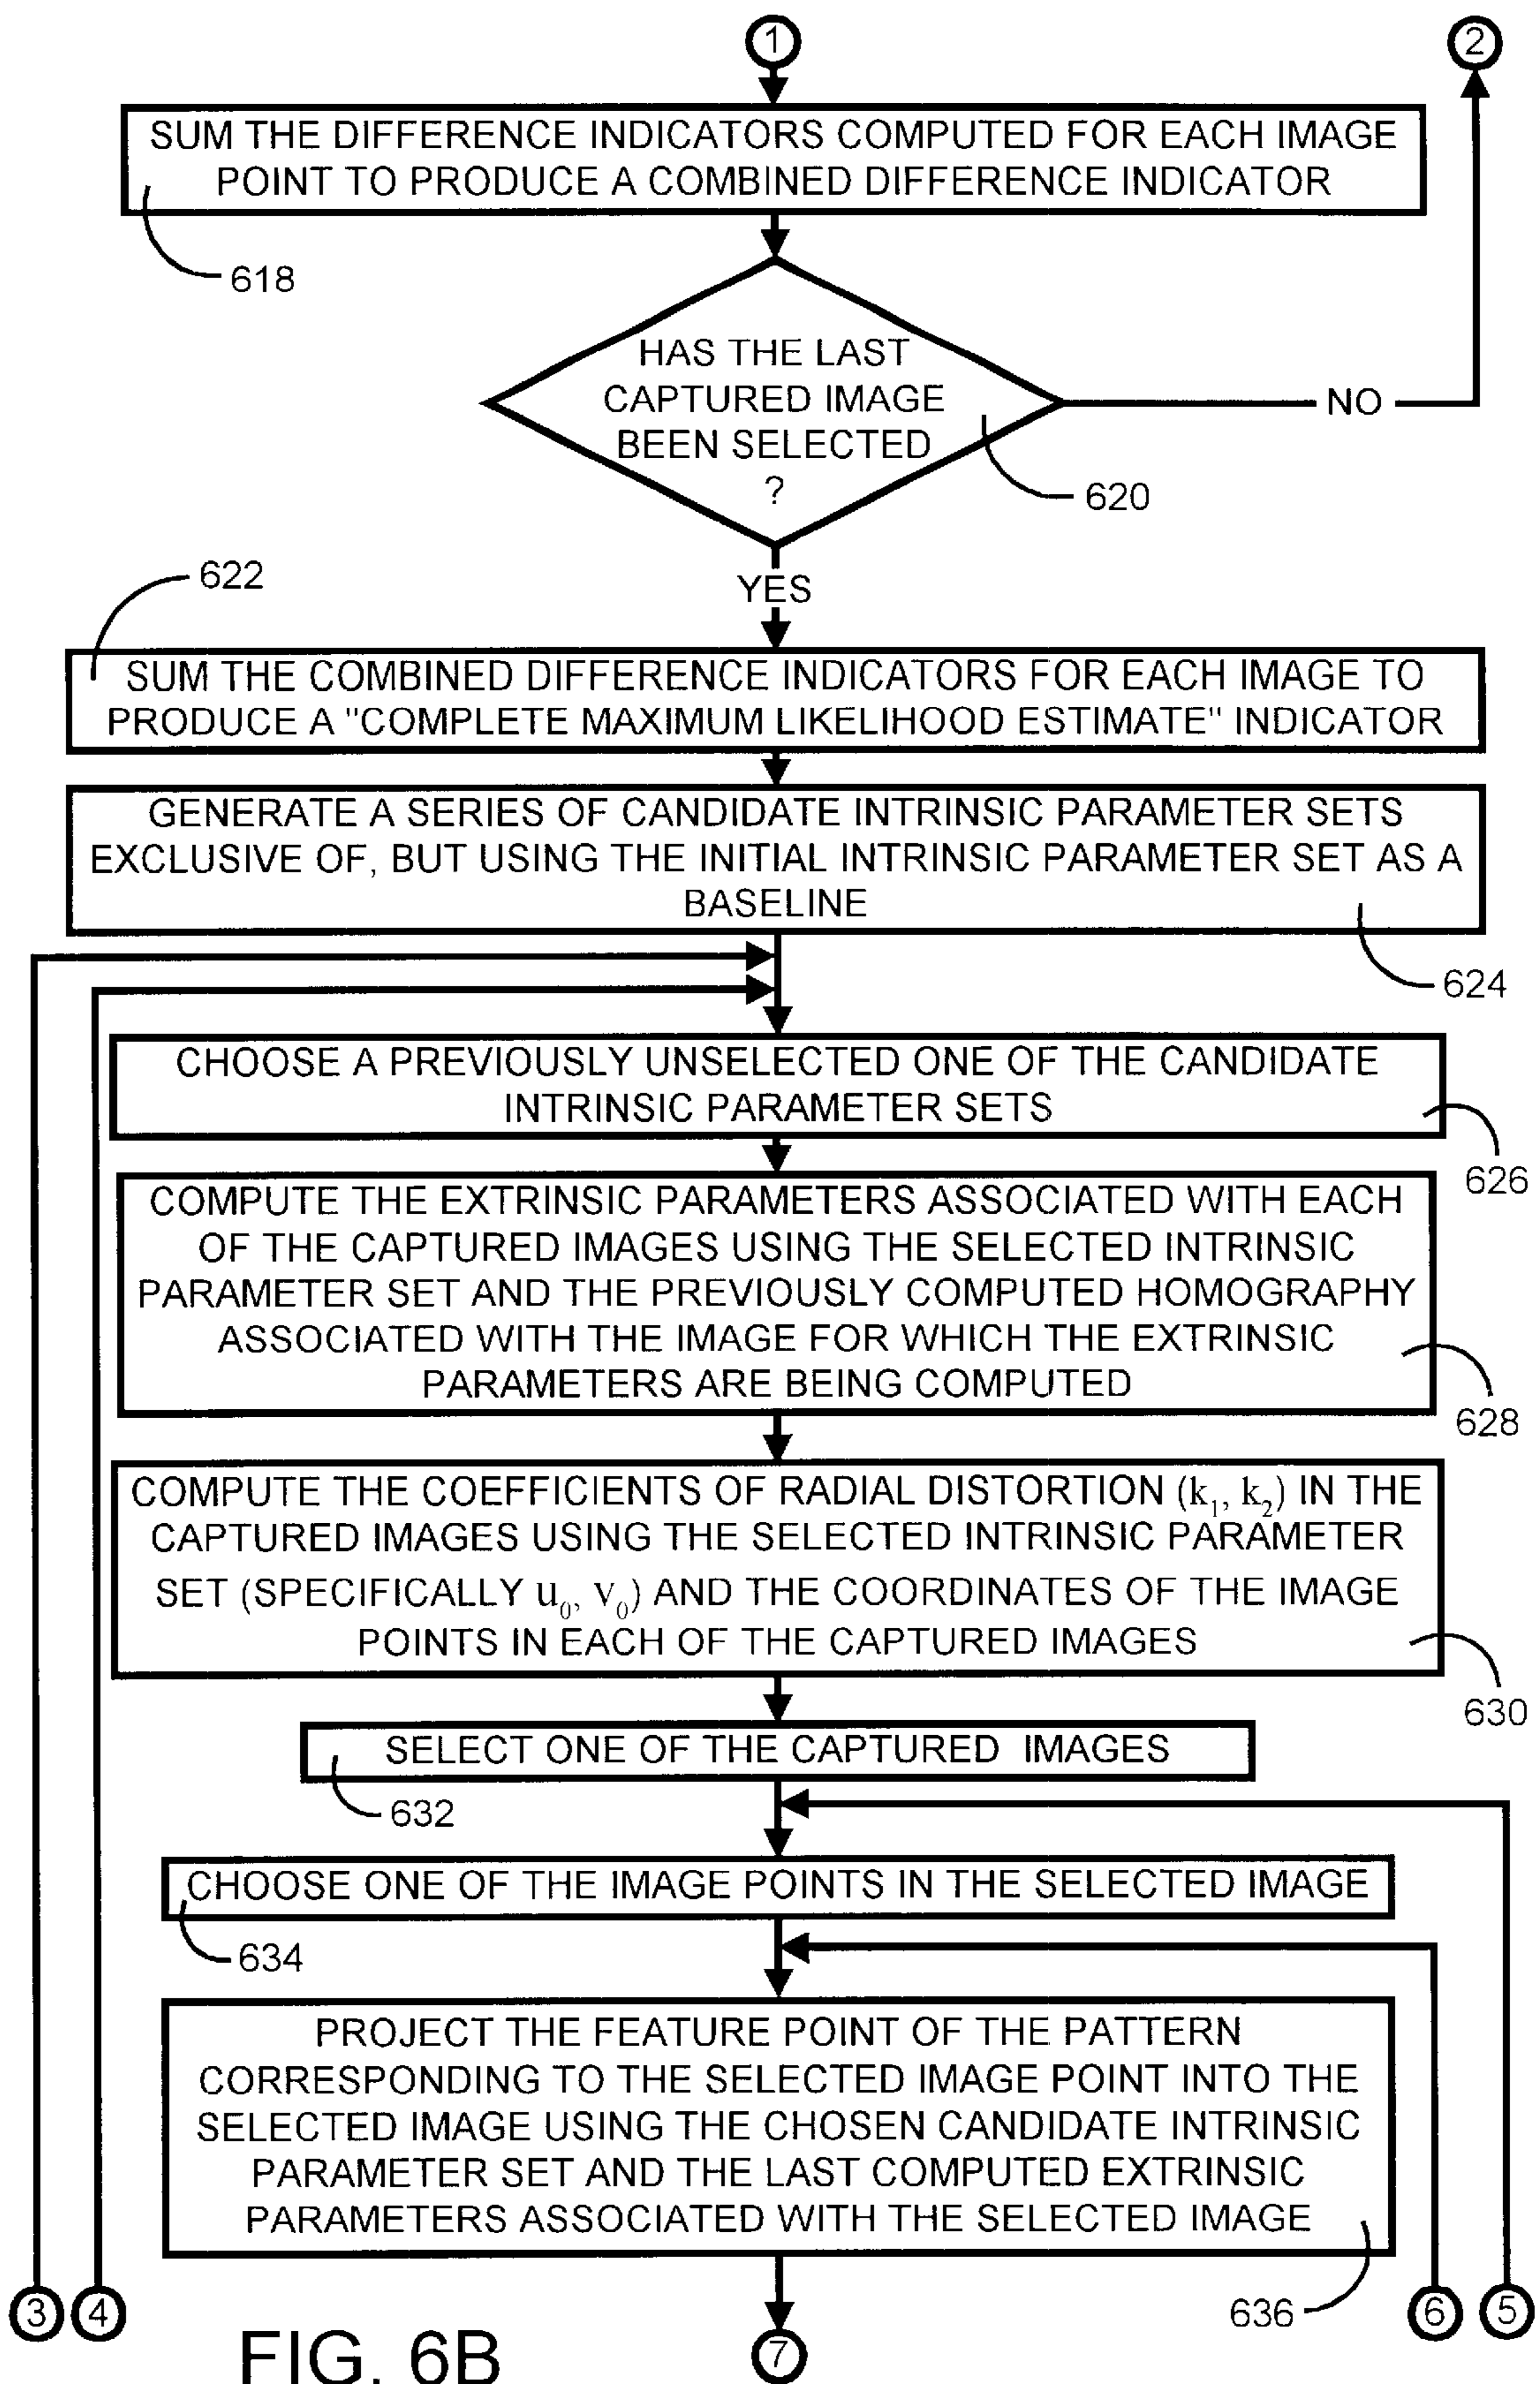 1
2
SUM THE DIFFERENCE INDICATORS COMPUTED FOR EACH IMAGE
POINT TO PRODUCE A COMBINED DIFFERENCE INDICATOR
618
HAS THE LAST
CAPTURED IMAGE
BEEN SELECTED
?
NO
620
YES
622
SUM THE COMBINED DIFFERENCE INDICATORS FOR EACH IMAGE TO
PRODUCE A "COMPLETE MAXIMUM LIKELIHOOD ESTIMATE" INDICATOR
GENERATE A SERIES OF CANDIDATE INTRINSIC PARAMETER SETS
EXCLUSIVE OF, BUT USING THE INITIAL INTRINSIC PARAMETER SET AS A
BASELINE
624
CHOOSE A PREVIOUSLY UNSELECTED ONE OF THE CANDIDATE
INTRINSIC PARAMETER SETS
626
COMPUTE THE EXTRINSIC PARAMETERS ASSOCIATED WITH EACH
OF THE CAPTURED IMAGES USING THE SELECTED INTRINSIC
PARAMETER SET AND THE PREVIOUSLY COMPUTED HOMOGRAPHY
ASSOCIATED WITH THE IMAGE FOR WHICH THE EXTRINSIC
PARAMETERS ARE BEING COMPUTED
628
COMPUTE THE COEFFICIENTS OF RADIAL DISTORTION (k₁, k₂) IN THE
CAPTURED IMAGES USING THE SELECTED INTRINSIC PARAMETER
SET (SPECIFICALLY u₀, v₀) AND THE COORDINATES OF THE IMAGE
POINTS IN EACH OF THE CAPTURED IMAGES
630
SELECT ONE OF THE CAPTURED IMAGES
632
CHOOSE ONE OF THE IMAGE POINTS IN THE SELECTED IMAGE
634
PROJECT THE FEATURE POINT OF THE PATTERN
CORRESPONDING TO THE SELECTED IMAGE POINT INTO THE
SELECTED IMAGE USING THE CHOSEN CANDIDATE INTRINSIC
PARAMETER SET AND THE LAST COMPUTED EXTRINSIC
PARAMETERS ASSOCIATED WITH THE SELECTED IMAGE
636
3
4
6
5
7
FIG. 6B